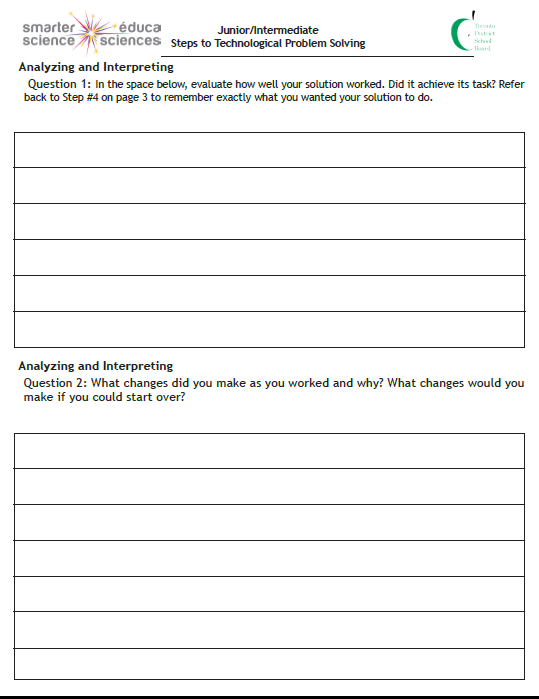 smarter science
éduca sciences
Junior/Intermediate
Steps to Technological Problem Solving
Toronto
District
School
Board
Analyzing and Interpreting
Question 1: In the space below, evaluate how well your solution worked. Did it achieve its task? Refer
back to Step #4 on page 3 to remember exactly what you wanted your solution to do.
Analyzing and Interpreting
Question 2: What changes did you make as you worked and why? What changes would you
make if you could start over?